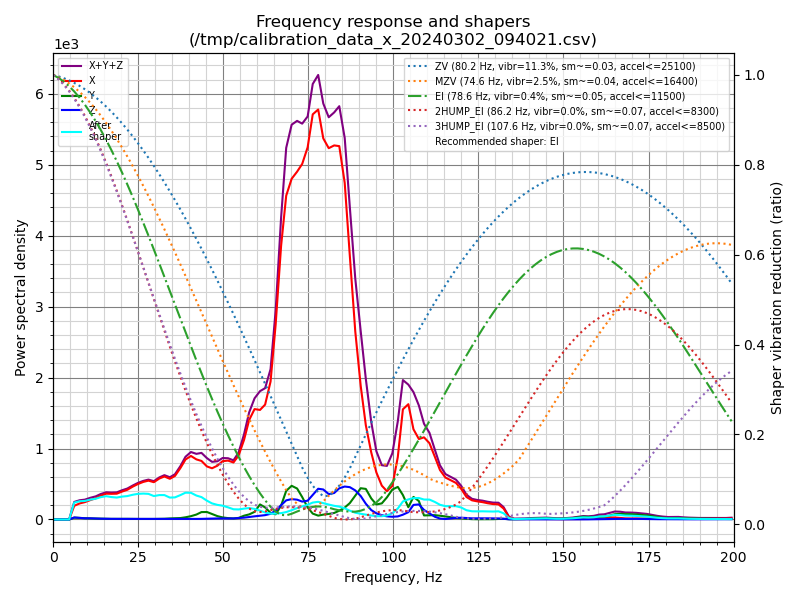 Frequency response and shapers
(/tmp/calibration_data_x_20240302_094021.csv)
1e3
X+Y+Z
X
Y
Z
After
shaper
ZV (80.2 Hz, vibr=11.3%, sm~=0.03, accel<=25100)
MZV (74.6 Hz, vibr=2.5%, sm~=0.04, accel<=16400)
EI (78.6 Hz, vibr=0.4%, sm~=0.05, accel<=11500)
2HUMP_EI (86.2 Hz, vibr=0.0%, sm~=0.07, accel<=8300)
3HUMP_EI (107.6 Hz, vibr=0.0%, sm~=0.07, accel<=8500)
Recommended shaper: EI
Power spectral density
6
5
4
3
2
1
0
1.0
0.8
0.6
0.4
0.2
0.0
Shaper vibration reduction (ratio)
0 25 50 75 100 125 150 175 200
Frequency, Hz